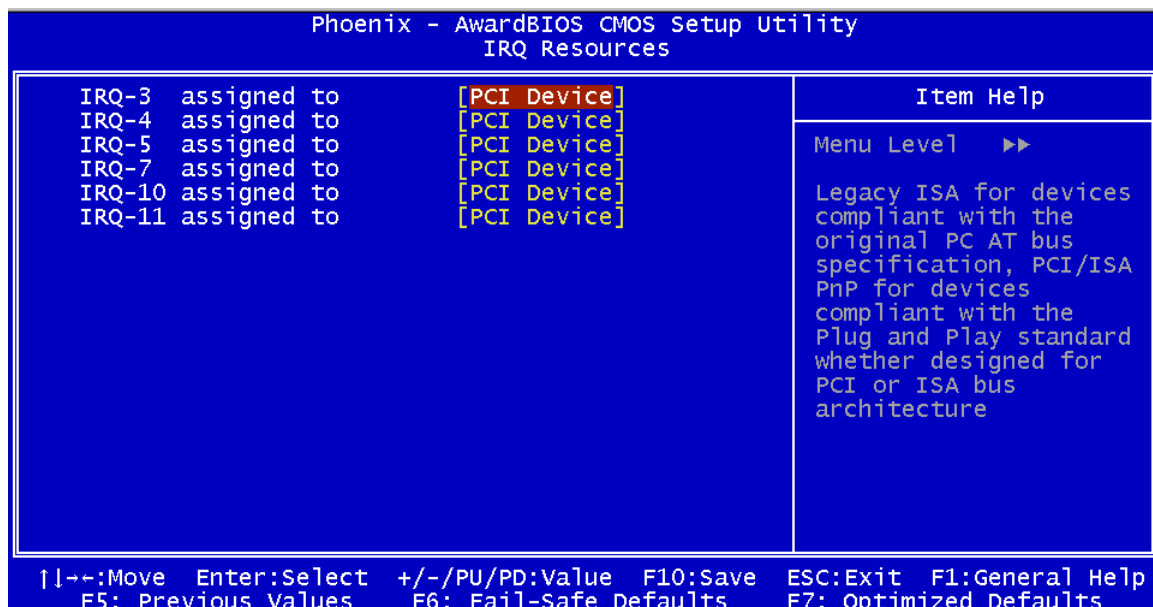 Phoenix - AwardBIOS CMOS Setup Utility
IRQ Resources
IRQ-3 assigned to [PCI Device]
IRQ-4 assigned to [PCI Device]
IRQ-5 assigned to [PCI Device]
IRQ-7 assigned to [PCI Device]
IRQ-10 assigned to [PCI Device]
IRQ-11 assigned to [PCI Device]
Item Help
Menu Level ▶▶
Legacy ISA for devices
compliant with the
original PC AT bus
specification, PCI/ISA
PnP for devices
compliant with the
Plug and Play standard
whether designed for
PCI or ISA bus
architecture
↑↓→←:Move Enter:Select +/-/PU/PD:Value F10:Save ESC:Exit F1:General Help
F5: Previous Values F6: Fail-Safe Defaults F7: Optimized Defaults